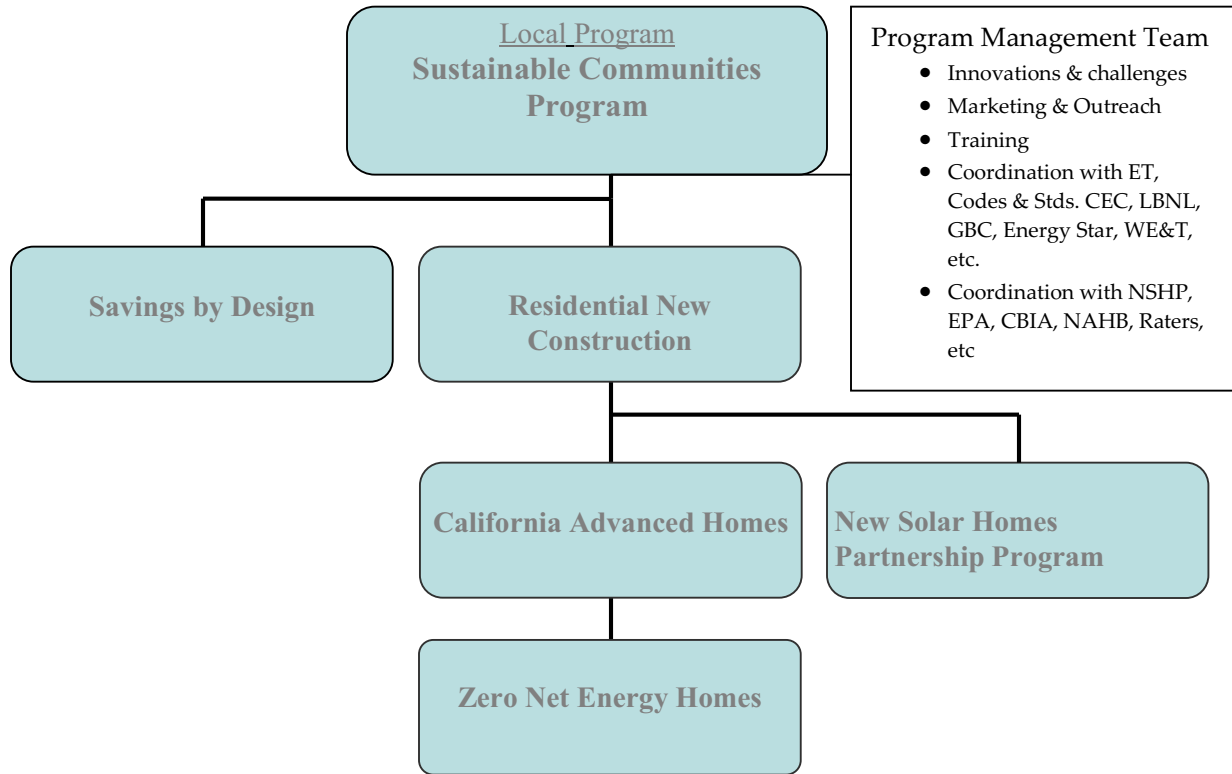 Local Program
Sustainable Communities
Program
Program Management Team
• Innovations & challenges
• Marketing & Outreach
• Training
• Coordination with ET,
Codes & Stds. CEC, LBNL,
GBC, Energy Star, WE&T,
etc.
• Coordination with NSHP,
EPA, CBIA, NAHB, Raters,
etc
Savings by Design
Residential New
Construction
California Advanced Homes
New Solar Homes
Partnership Program
Zero Net Energy Homes